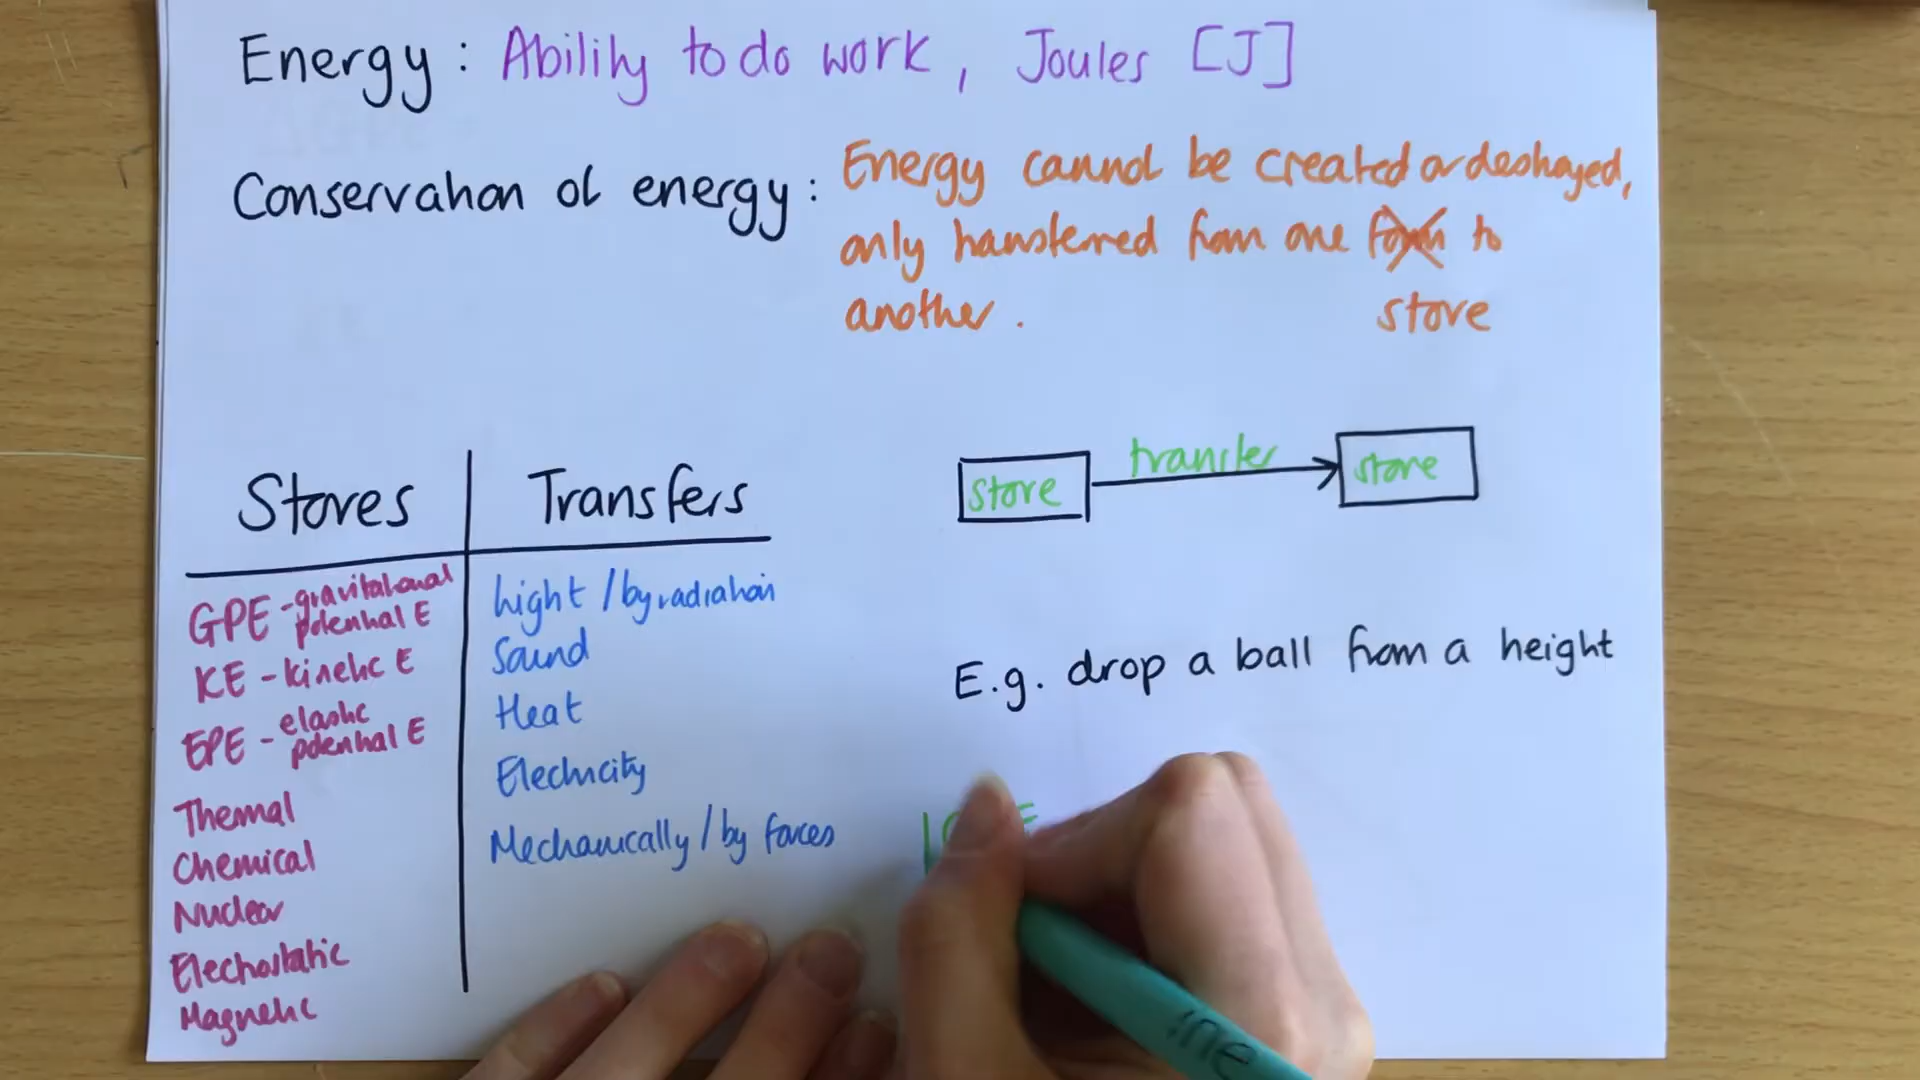 Energy : Ability to do work , Joules [J]
Conservation of energy :
Energy cannot be created or destroyed,
only transferred from one form to
another .
store
Stores
Transfers
GPE - gravitational
potential E
KE - kinetic E
EPE - elastic
potential E
Thermal
Chemical
Nuclear
Electrostatic
Magnetic
Light / by radiation
Sound
Heat
Electricity
Mechanically / by forces
store
transfer
store
E.g. drop a ball from a height
ine